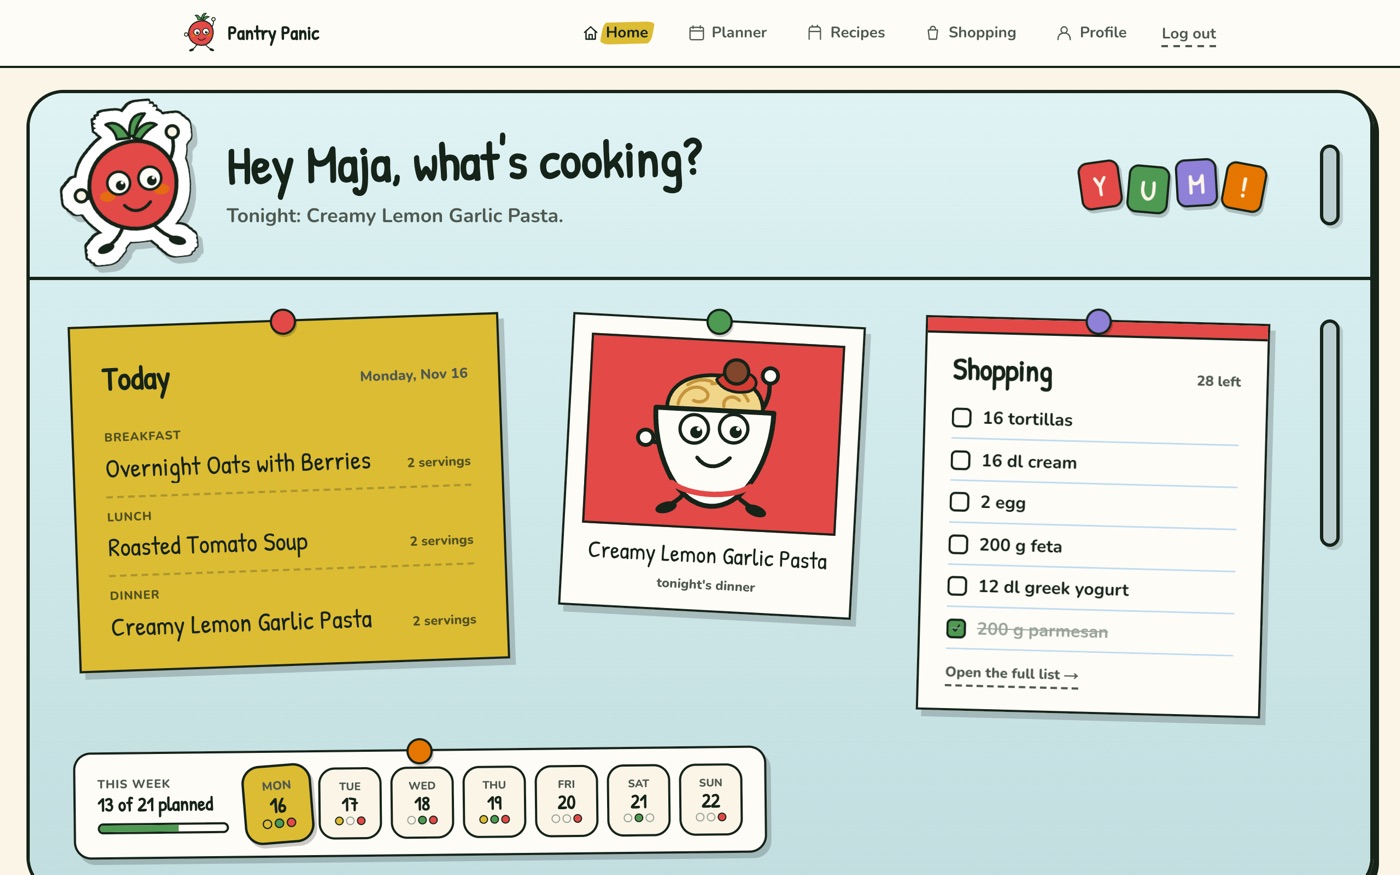 Pantry Panic
Home
Planner
Recipes
Shopping
Profile
Log out
Hey Maja, what's cooking?
Tonight: Creamy Lemon Garlic Pasta.
YUM!
Today
Monday, Nov 16
BREAKFAST
Overnight Oats with Berries
2 servings
LUNCH
Roasted Tomato Soup
2 servings
DINNER
Creamy Lemon Garlic Pasta
2 servings
Creamy Lemon Garlic Pasta
tonight's dinner
Shopping
28 left
16 tortillas
16 dl cream
2 egg
200 g feta
12 dl greek yogurt
200 g parmesan
Open the full list →
THIS WEEK
13 of 21 planned
MON
16
TUE
17
WED
18
THU
19
FRI
20
SAT
21
SUN
22